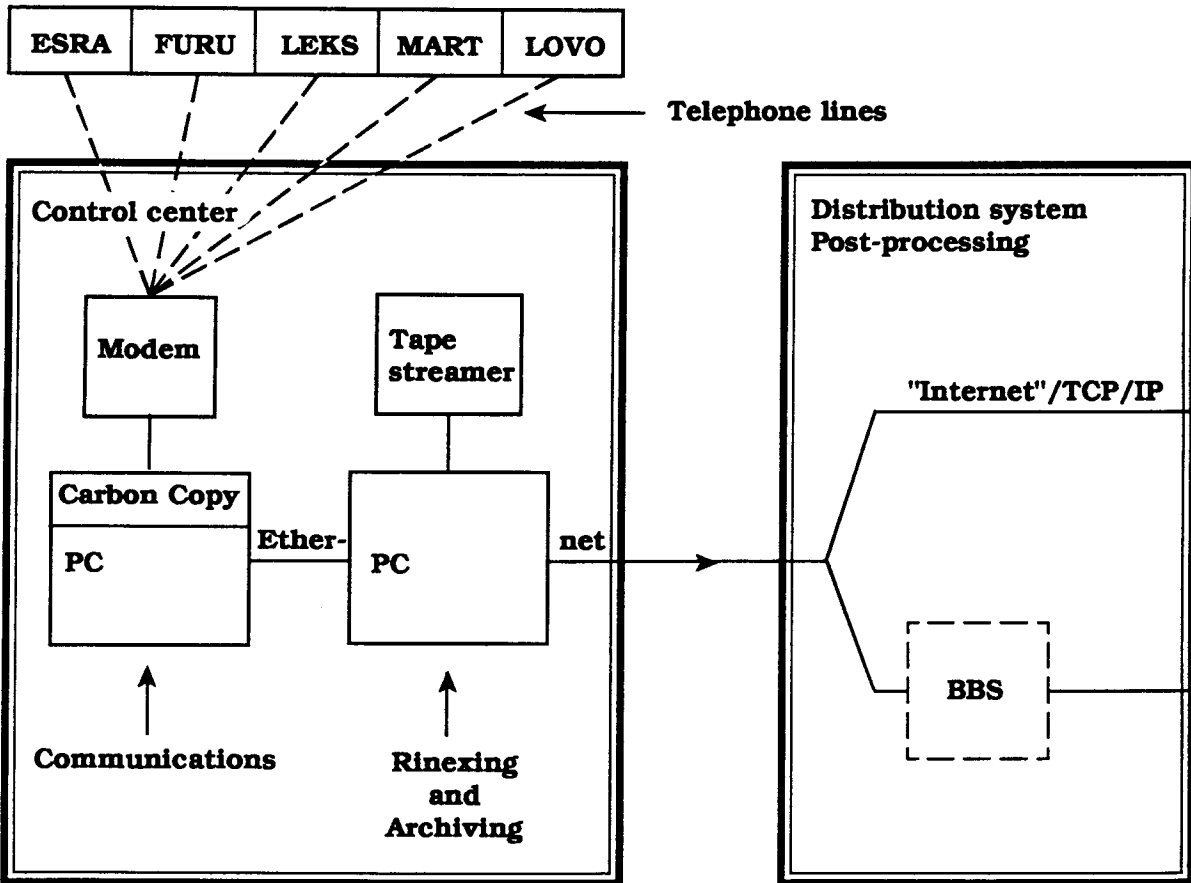 ESRA FURU LEKS MART LOVO
Telephone lines
Control center
Distribution system
Post-processing
Modem
Tape
streamer
"Internet"/TCP/IP
Carbon Copy
PC
Ether-
PC
net
BBS
Communications
Rinexing
and
Archiving